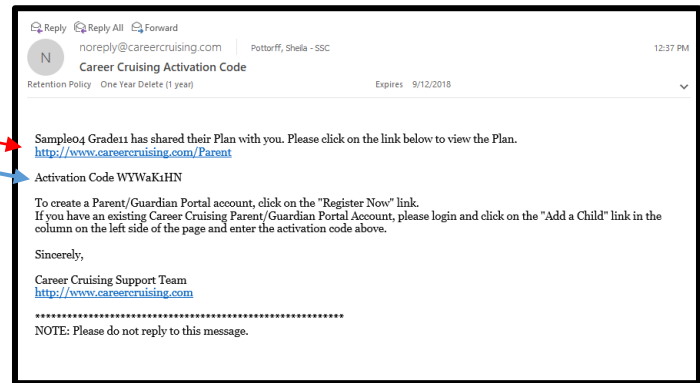 Reply Reply All Forward
N
noreply@careercruising.com Pottorff, Sheila - SSC 12:37 PM
Career Cruising Activation Code
Retention Policy One Year Delete (1 year) Expires 9/12/2018
Sample04 Grade11 has shared their Plan with you. Please click on the link below to view the Plan.
http://www.careercruising.com/Parent
Activation Code WYWaK1HN
To create a Parent/Guardian Portal account, click on the "Register Now" link.
If you have an existing Career Cruising Parent/Guardian Portal Account, please login and click on the "Add a Child" link in the
column on the left side of the page and enter the activation code above.
Sincerely,
Career Cruising Support Team
http://www.careercruising.com
***********************************************************
NOTE: Please do not reply to this message.